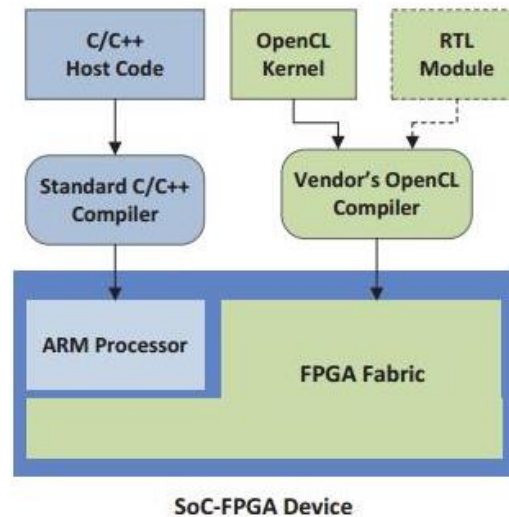 C/C++
Host Code
OpenCL
Kernel
RTL
Module
Standard C/C++
Compiler
Vendor's OpenCL
Compiler
ARM Processor
FPGA Fabric
SoC-FPGA Device